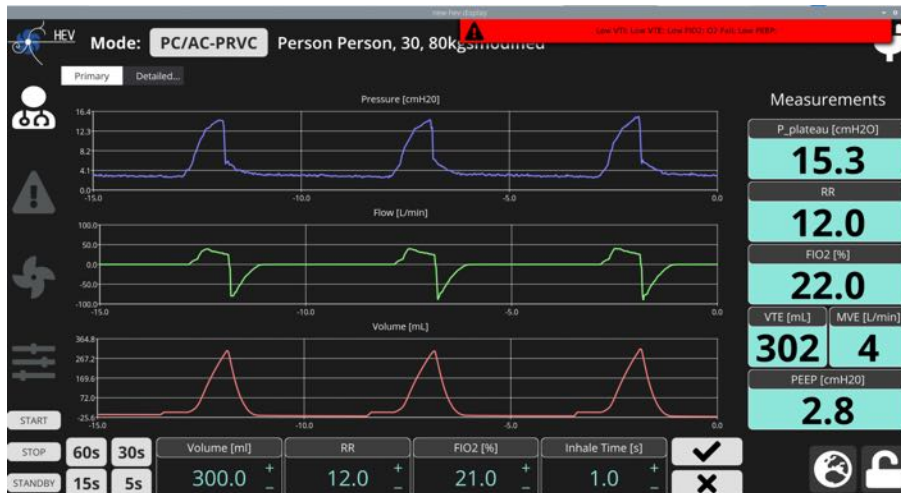 new hev display
HEV
Mode: PC/AC-PRVC Person Person, 30, 80kgs
Low VTI: Low VTE: Low FIO2: O2 Fail: Low PEEP:
Primary Detailed...
Pressure [cmH20]
16.4
12.3
8.2
4.1
0.0
-15.0 -10.0 -5.0 0.0
Flow [L/min]
100.0
50.0
0.0
-50.0
-100.0
-15.0 -10.0 -5.0 0.0
Volume [mL]
364.8
267.2
169.6
72.0
-25.6
-15.0 -10.0 -5.0 0.0
Measurements
P_plateau [cmH2O]
15.3
RR
12.0
FIO2 [%]
22.0
VTE [mL] MVE [L/min]
302 4
PEEP [cmH20]
2.8
START
STOP
STANDBY
60s 30s
15s 5s
Volume [ml] RR FIO2 [%] Inhale Time [s]
300.0 + - 12.0 + - 21.0 + - 1.0 + -